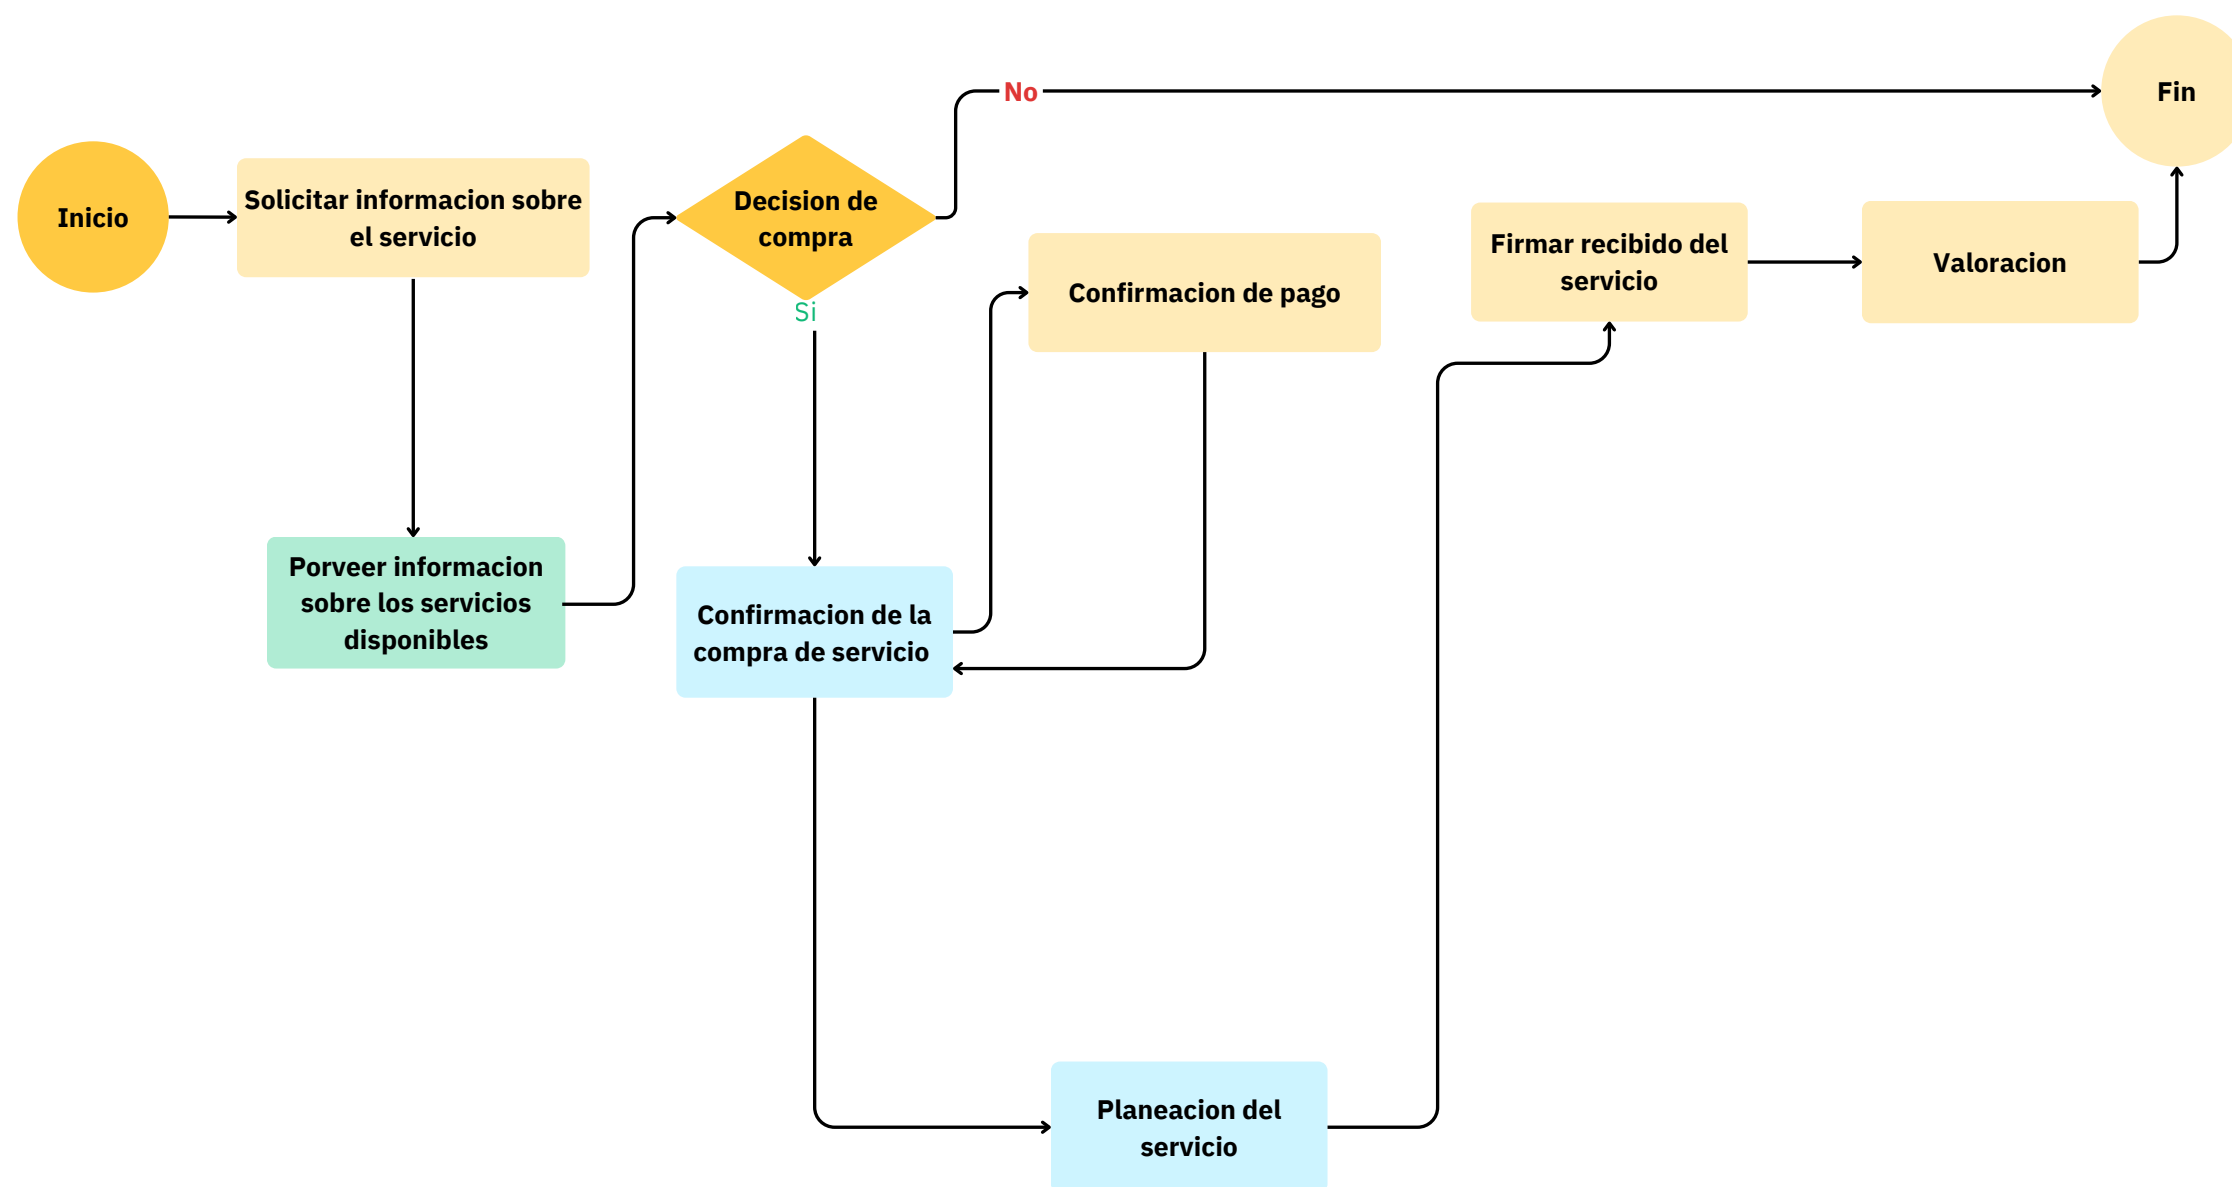 Inicio
Solicitar informacion sobre
el servicio
Porveer informacion
sobre los servicios
disponibles
Decision de
compra
No
Si
Confirmacion de la
compra de servicio
Confirmacion de pago
Planeacion del
servicio
Firmar recibido del
servicio
Valoracion
Fin